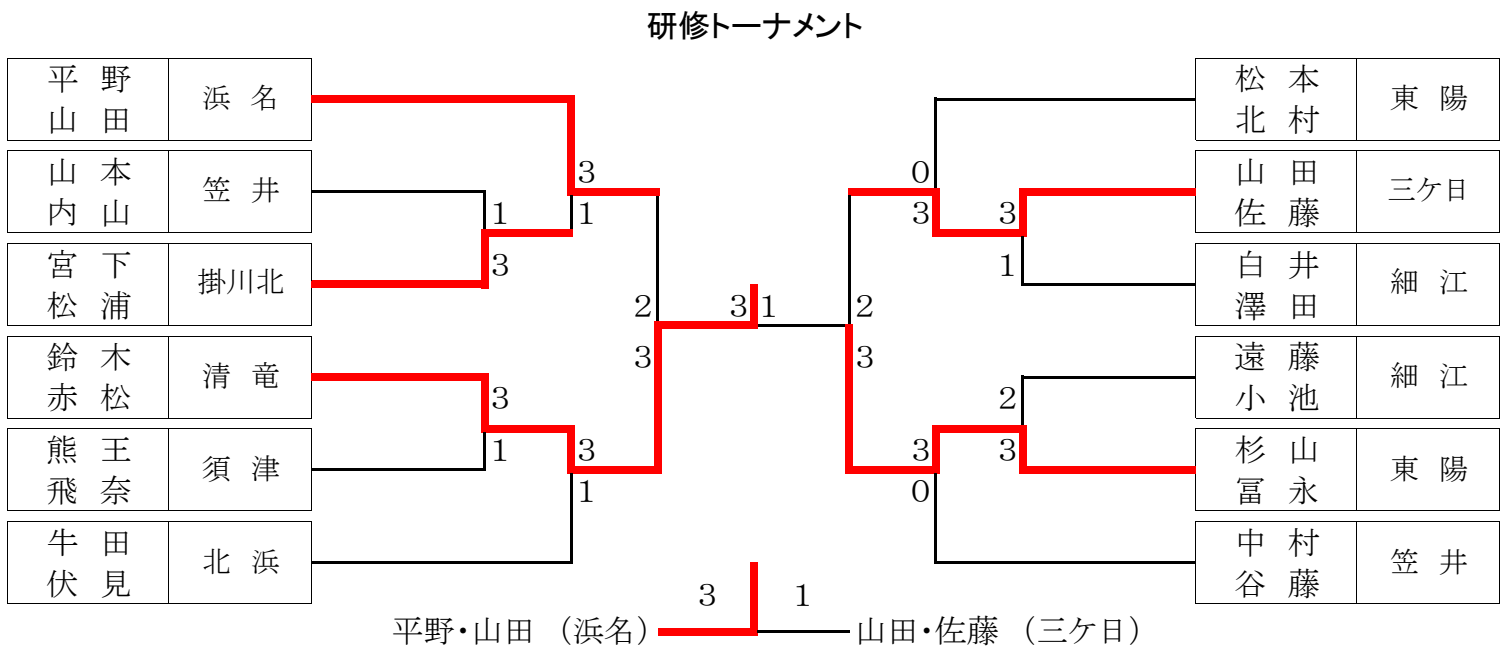 研修トーナメント
平 野
山 田
浜 名
山 本
内 山
笠 井
宮 下
松 浦
掛川北
鈴 木
赤 松
清 竜
熊 王
飛 奈
須 津
牛 田
伏 見
北 浜
3
1
1
3
2
3
3
1
3
1
3
1
0
3
3
1
2
3
2
3
3
0
松 本
北 村
東 陽
山 田
佐 藤
三ケ日
白 井
澤 田
細 江
遠 藤
小 池
細 江
杉 山
冨 永
東 陽
中 村
谷 藤
笠 井
3 1
平野・山田 （浜名）
山田・佐藤 （三ケ日）